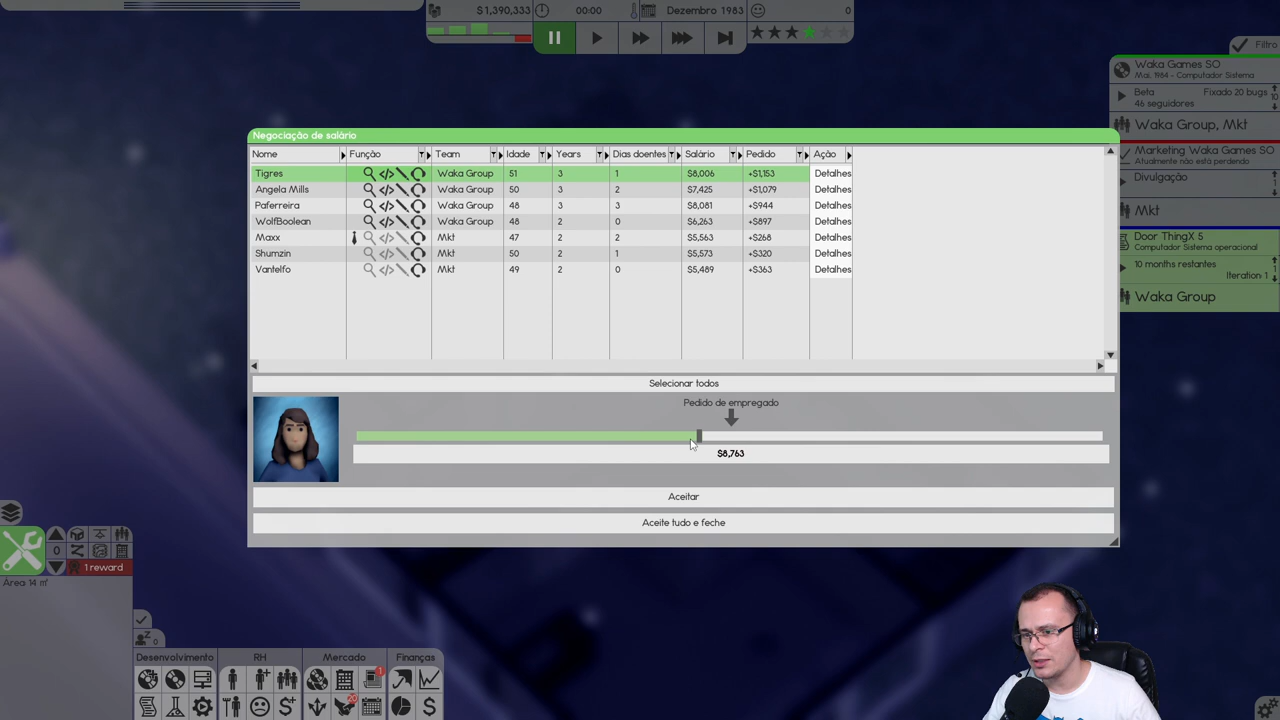 $1,390,333 00:00 Dezembro 1983 0
Filtro
Waka Games SO
Mai. 1984 - Computador Sistema
Beta Fixado 20 bugs
46 seguidores 10
Waka Group, Mkt
Marketing Waka Games SO
Atualmente não está perdendo
Divulgação
Mkt
Door ThingX 5
Computador Sistema operacional
10 months restantes 1
Iteration 1
Waka Group
Negociação de salário
Nome Função Team Idade Years Dias doentes Salário Pedido Ação
Tigres Waka Group 51 3 1 $8,006 +$1,153 Detalhes
Angela Mills Waka Group 50 3 2 $7,425 +$1,079 Detalhes
Paferreira Waka Group 48 3 3 $8,081 +$944 Detalhes
WolfBoolean Waka Group 48 2 0 $6,263 +$897 Detalhes
Maxx Mkt 47 2 2 $5,563 +$268 Detalhes
Shumzin Mkt 50 2 1 $5,573 +$320 Detalhes
Vantelfo Mkt 49 2 0 $5,489 +$363 Detalhes
Selecionar todos
Pedido de empregado
$8,763
Aceitar
Aceite tudo e feche
0
1 reward
Área 14 m²
0
Desenvolvimento RH Mercado Finanças
1
20